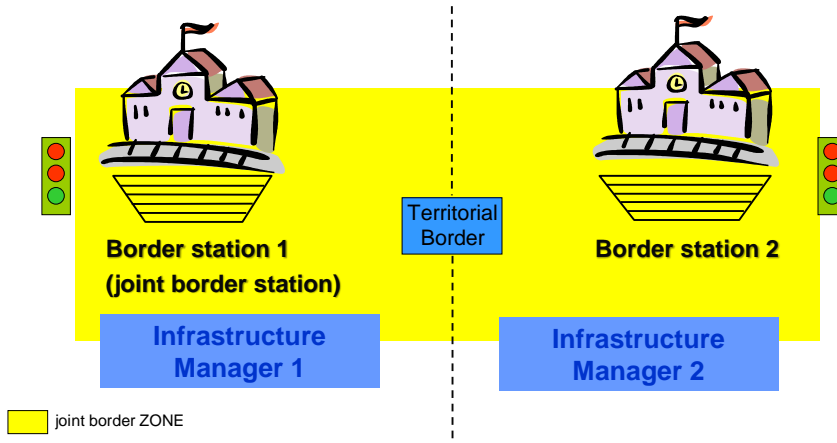 Territorial
Border
Border station 1
(joint border station)
Border station 2
Infrastructure
Manager 1
Infrastructure
Manager 2
joint border ZONE